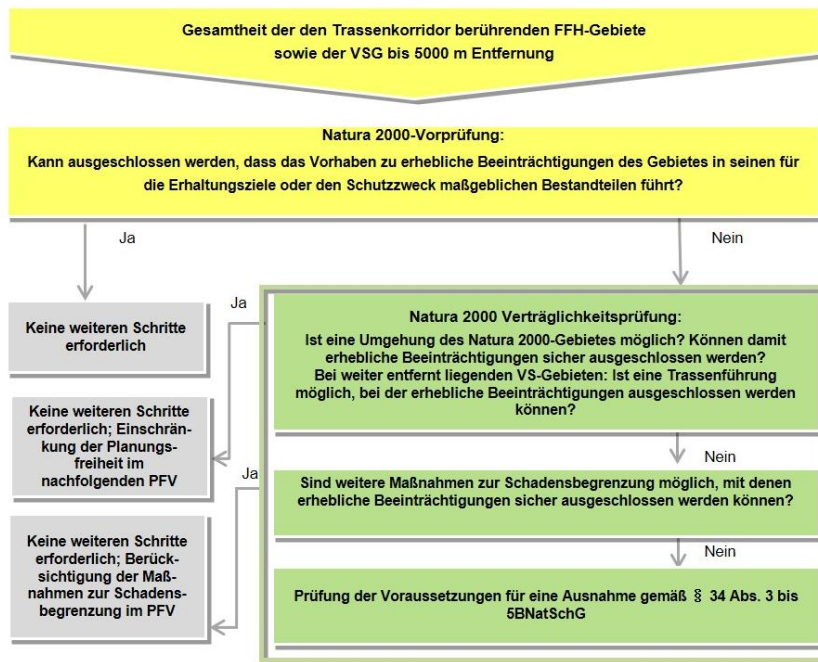 Gesamtheit der den Trassenkorridor berührenden FFH-Gebiete
sowie der VSG bis 5000 m Entfernung
Natura 2000-Vorprüfung:
Kann ausgeschlossen werden, dass das Vorhaben zu erhebliche Beeinträchtigungen des Gebietes in seinen für
die Erhaltungsziele oder den Schutzzweck maßgeblichen Bestandteilen führt?
Ja
Nein
Keine weiteren Schritte
erforderlich
Ja
Natura 2000 Verträglichkeitsprüfung:
Ist eine Umgehung des Natura 2000-Gebietes möglich? Können damit
erhebliche Beeinträchtigungen sicher ausgeschlossen werden?
Bei weiter entfernt liegenden VS-Gebieten: Ist eine Trassenführung
möglich, bei der erhebliche Beeinträchtigungen ausgeschlossen werden
können?
Keine weiteren Schritte
erforderlich; Einschrän-
kung der Planungs-
freiheit im
nachfolgenden PFV
Nein
Ja
Sind weitere Maßnahmen zur Schadensbegrenzung möglich, mit denen
erhebliche Beeinträchtigungen sicher ausgeschlossen werden können?
Keine weiteren Schritte
erforderlich; Berück-
sichtigung der Maß-
nahmen zur Schadens-
begrenzung im PFV
Nein
Prüfung der Voraussetzungen für eine Ausnahme gemäß § 34 Abs. 3 bis
5BNatSchG